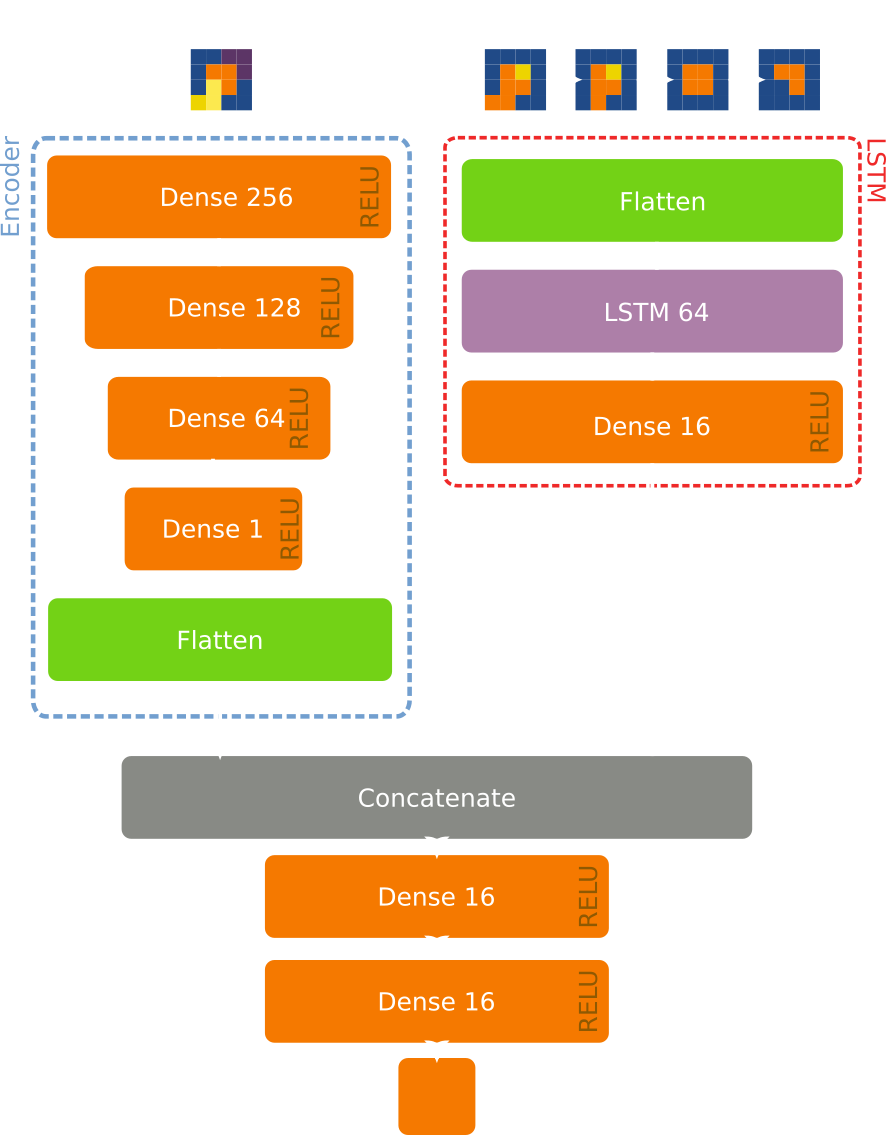 Encoder
Dense 256
RELU
Dense 128
RELU
Dense 64
RELU
Dense 1
RELU
Flatten
LSTM
Flatten
LSTM 64
Dense 16
RELU
Concatenate
Dense 16
RELU
Dense 16
RELU